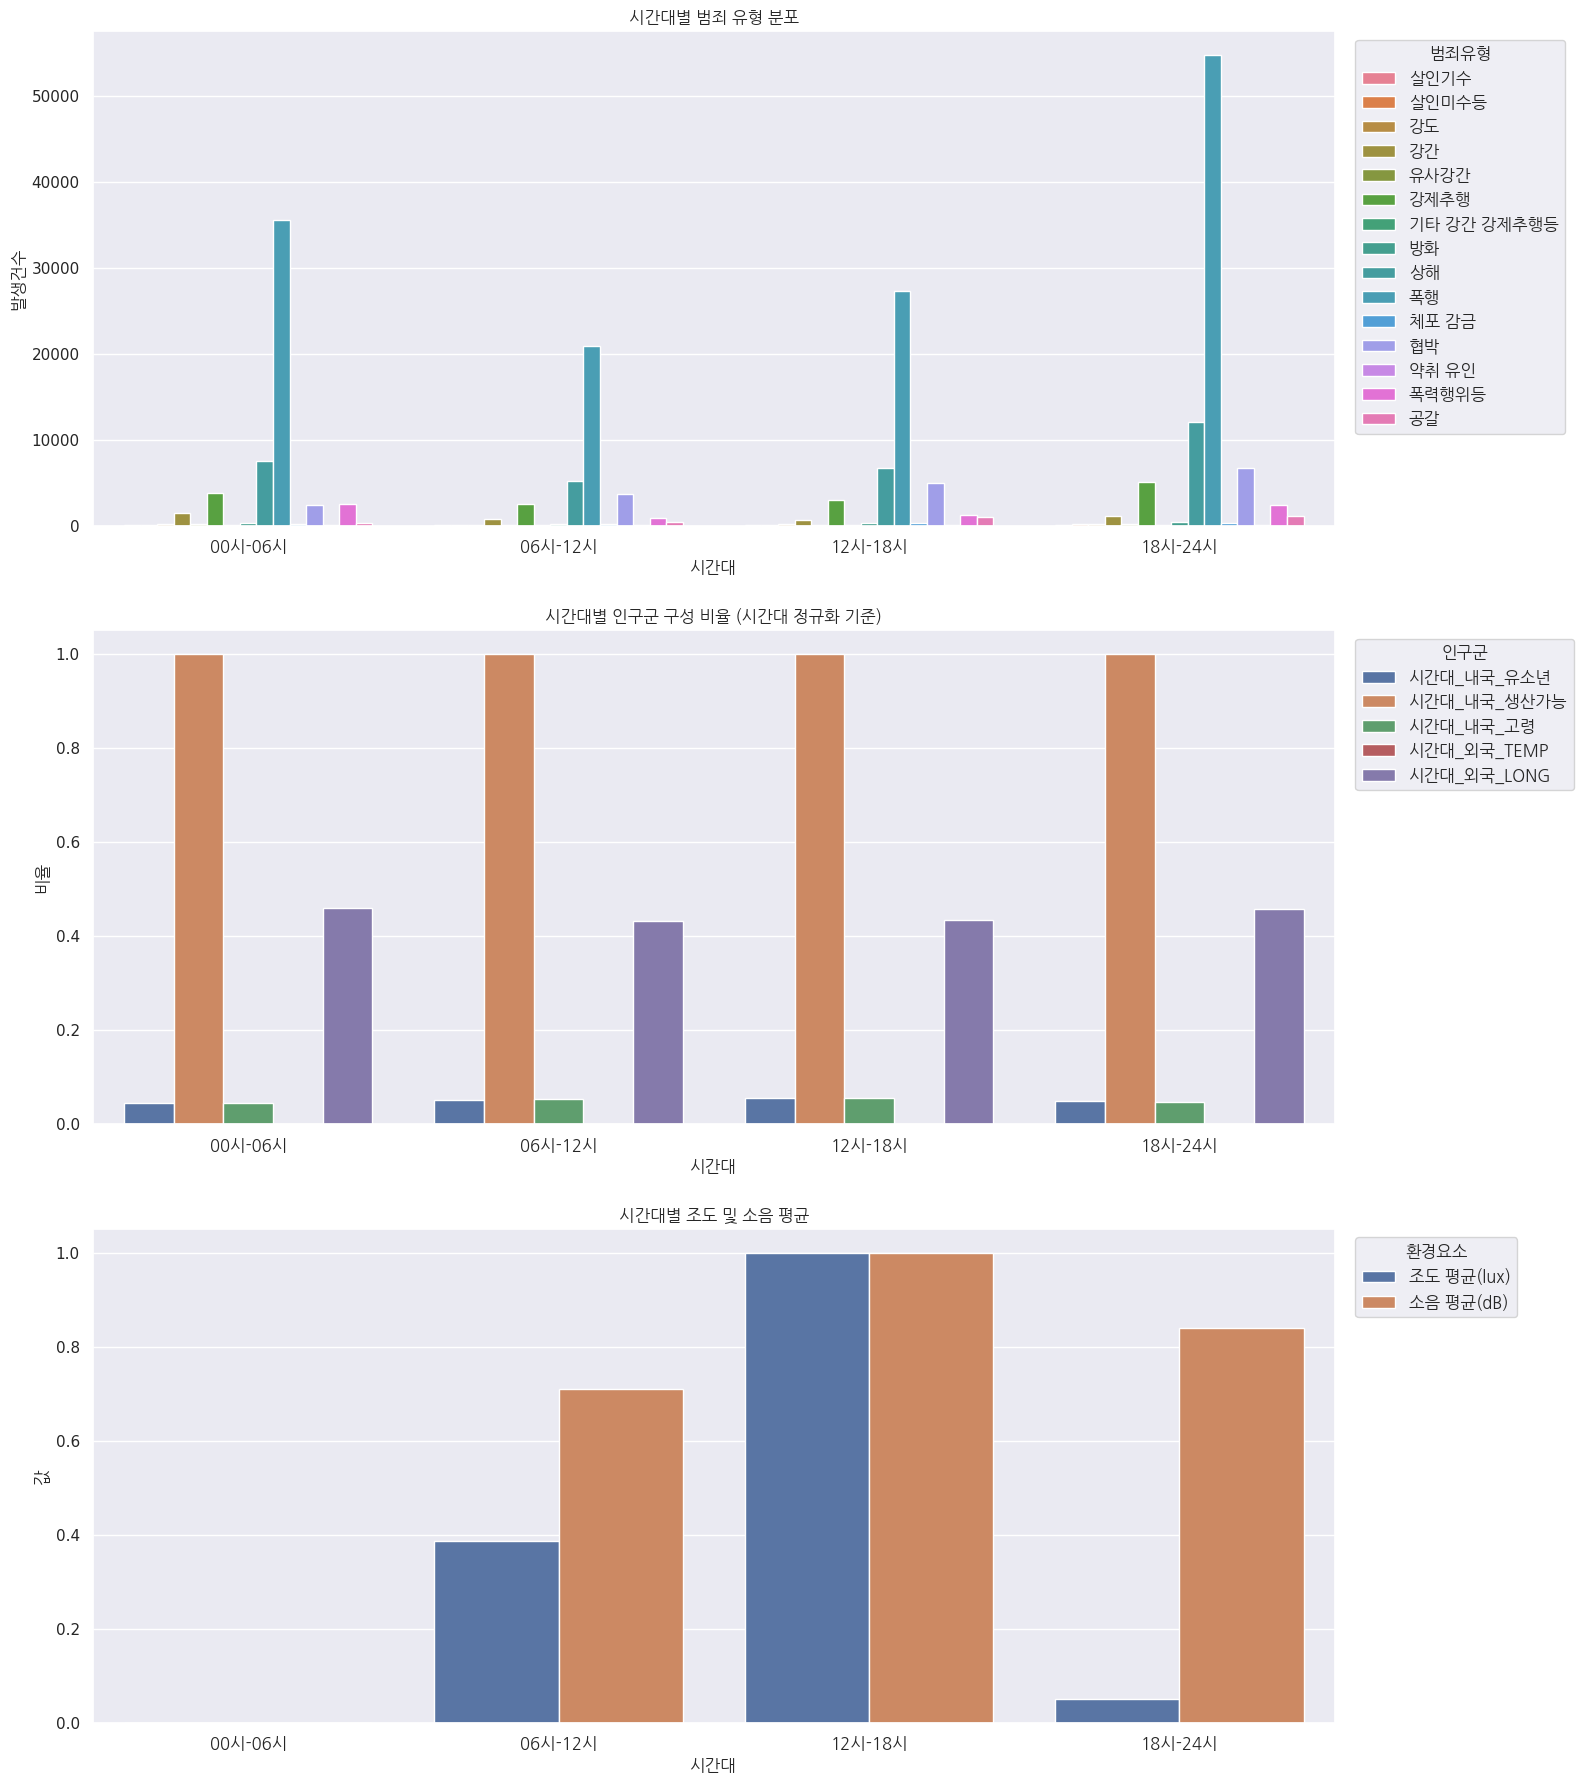 시간대별 범죄 유형 분포
발생건수
50000
40000
30000
20000
10000
0
00시-06시
06시-12시
12시-18시
18시-24시
시간대
범죄유형
살인기수
살인미수등
강도
강간
유사강간
강제추행
기타 강간 강제추행등
방화
상해
폭행
체포 감금
협박
약취 유인
폭력행위등
공갈
시간대별 인구군 구성 비율 (시간대 정규화 기준)
비율
1.0
0.8
0.6
0.4
0.2
0.0
00시-06시
06시-12시
12시-18시
18시-24시
시간대
인구군
시간대_내국_유소년
시간대_내국_생산가능
시간대_내국_고령
시간대_외국_TEMP
시간대_외국_LONG
시간대별 조도 및 소음 평균
값
1.0
0.8
0.6
0.4
0.2
0.0
00시-06시
06시-12시
12시-18시
18시-24시
시간대
환경요소
조도 평균(lux)
소음 평균(dB)